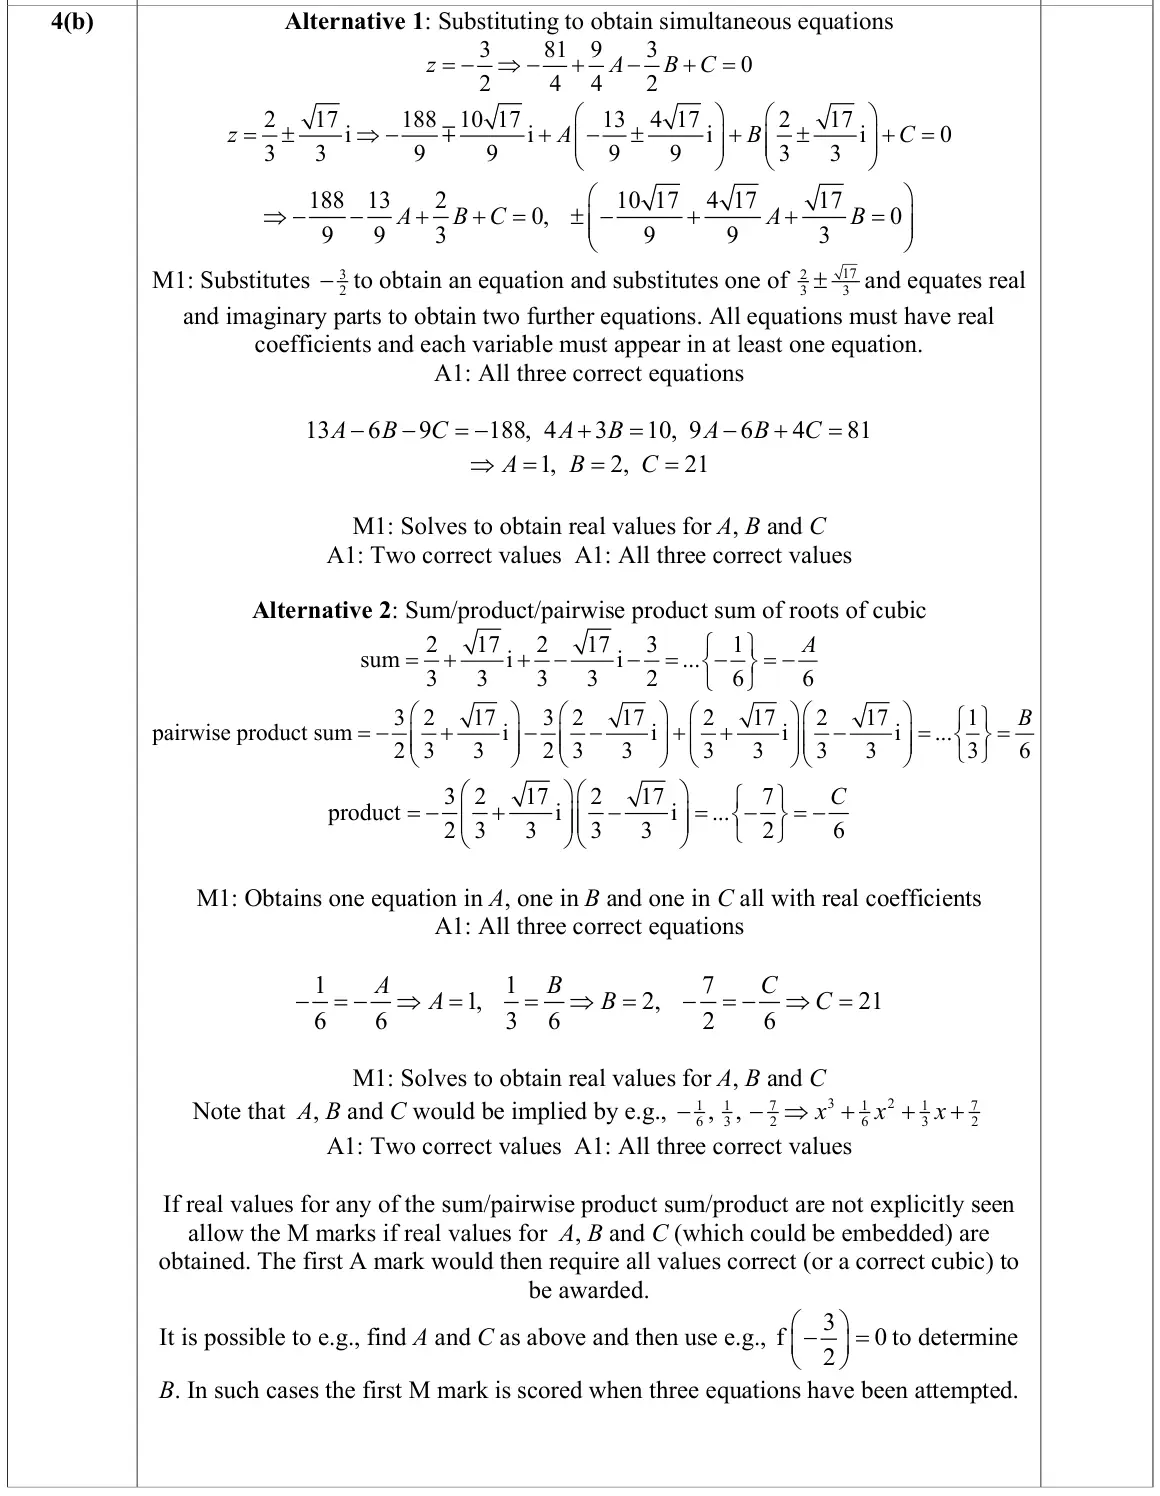 4(b)
Alternative 1: Substituting to obtain simultaneous equations
z = −3/2 ⇒ −81/4 + 9/4 A − 3/2 B + C = 0
z = 2/3 ± √17/3 i ⇒ −188/9 ∓ 10√17/9 i + A(−13/9 ± 4√17/9 i) + B(2/3 ± √17/3 i) + C = 0
⇒ −188/9 − 13/9 A + 2/3 B + C = 0, ±(−10√17/9 + 4√17/9 A + √17/3 B = 0)
M1: Substitutes −3/2 to obtain an equation and substitutes one of 2/3 ± √17/3 and equates real
and imaginary parts to obtain two further equations. All equations must have real
coefficients and each variable must appear in at least one equation.
A1: All three correct equations
13A − 6B − 9C = −188, 4A + 3B = 10, 9A − 6B + 4C = 81
⇒ A = 1, B = 2, C = 21
M1: Solves to obtain real values for A, B and C
A1: Two correct values A1: All three correct values
Alternative 2: Sum/product/pairwise product sum of roots of cubic
sum = 2/3 + √17/3 i + 2/3 − √17/3 i − 3/2 = ...{−1/6} = −A/6
pairwise product sum = −3/2(2/3 + √17/3 i) − 3/2(2/3 − √17/3 i) + (2/3 + √17/3 i)(2/3 − √17/3 i) = ...{1/3} = B/6
product = −3/2(2/3 + √17/3 i)(2/3 − √17/3 i) = ...{−7/2} = −C/6
M1: Obtains one equation in A, one in B and one in C all with real coefficients
A1: All three correct equations
−1/6 = −A/6 ⇒ A = 1, 1/3 = B/6 ⇒ B = 2, −7/2 = −C/6 ⇒ C = 21
M1: Solves to obtain real values for A, B and C
Note that A, B and C would be implied by e.g., −1/6, 1/3, −7/2 ⇒ x³ + 1/6 x² + 1/3 x + 7/2
A1: Two correct values A1: All three correct values
If real values for any of the sum/pairwise product sum/product are not explicitly seen
allow the M marks if real values for A, B and C (which could be embedded) are
obtained. The first A mark would then require all values correct (or a correct cubic) to
be awarded.
It is possible to e.g., find A and C as above and then use e.g., f(−3/2) = 0 to determine
B. In such cases the first M mark is scored when three equations have been attempted.